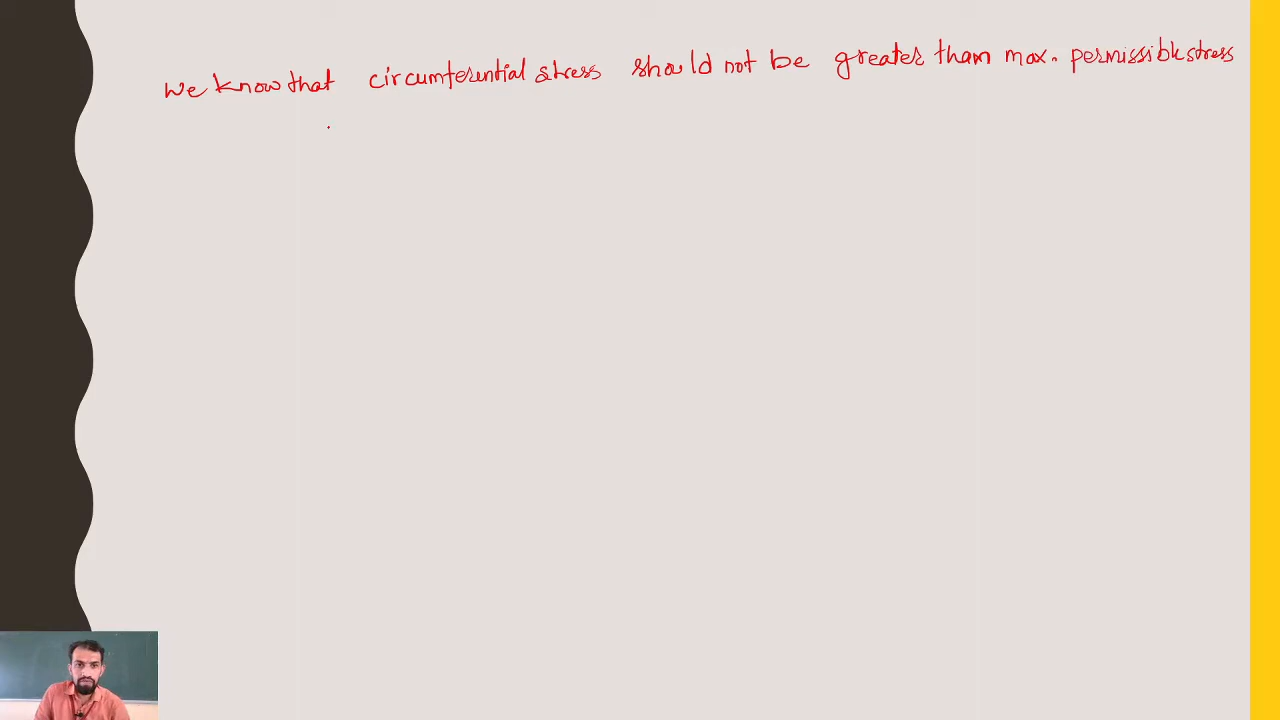 We know that circumferential stress should not be greater than max. permissible stress